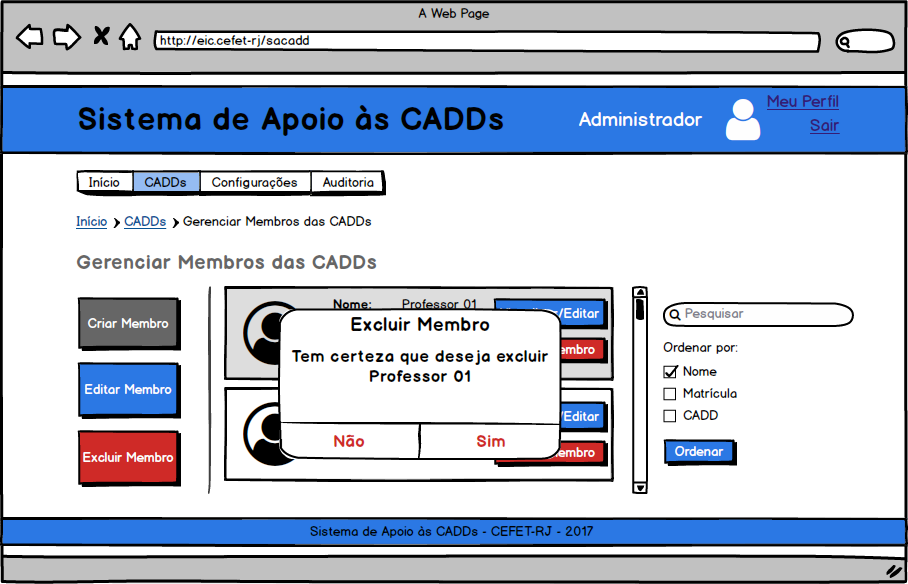 A Web Page
http://eic.cefet-rj/sacadd
Sistema de Apoio às CADDs
Administrador
Meu Perfil
Sair
Início
CADDs
Configurações
Auditoria
Início
CADDs
Gerenciar Membros das CADDs
Gerenciar Membros das CADDs
Criar Membro
Editar Membro
Excluir Membro
Nome: Professor 01
/Editar
Excluir Membro
Tem certeza que deseja excluir
Professor 01
Não
Sim
Pesquisar
Ordenar por:
Nome
Matrícula
CADD
Ordenar
/Editar
Sistema de Apoio às CADDs - CEFET-RJ - 2017